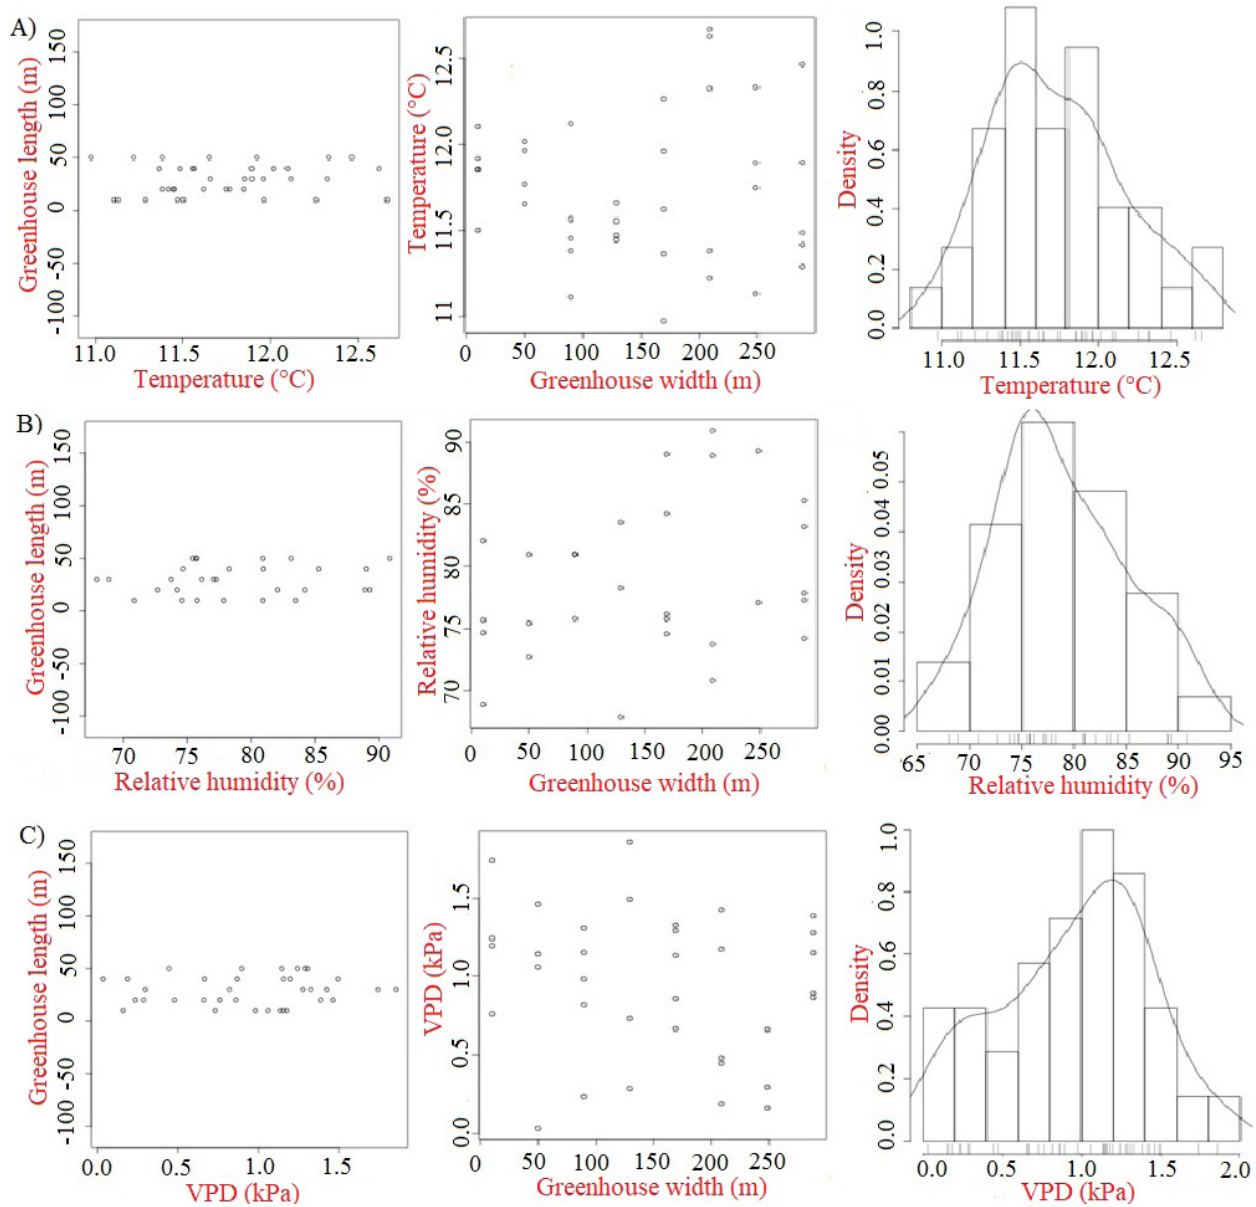 A)
Greenhouse length (m)
-100 -50 0 50 100 150
11.0 11.5 12.0 12.5
Temperature (°C)
Temperature (°C)
11 11.5 12.0 12.5
0 50 100 150 200 250
Greenhouse width (m)
Density
0.0 0.2 0.4 0.6 0.8 1.0
11.0 11.5 12.0 12.5
Temperature (°C)
B)
Greenhouse length (m)
-100 -50 0 50 100 150
70 75 80 85 90
Relative humidity (%)
Relative humidity (%)
70 75 80 85 90
0 50 100 150 200 250
Greenhouse width (m)
Density
0.00 0.01 0.02 0.03 0.04 0.05
65 70 75 80 85 90 95
Relative humidity (%)
C)
Greenhouse length (m)
-100 -50 0 50 100 150
0.0 0.5 1.0 1.5
VPD (kPa)
VPD (kPa)
0.0 0.5 1.0 1.5
0 50 100 150 200 250
Greenhouse width (m)
Density
0.0 0.2 0.4 0.6 0.8 1.0
0.0 0.5 1.0 1.5 2.0
VPD (kPa)